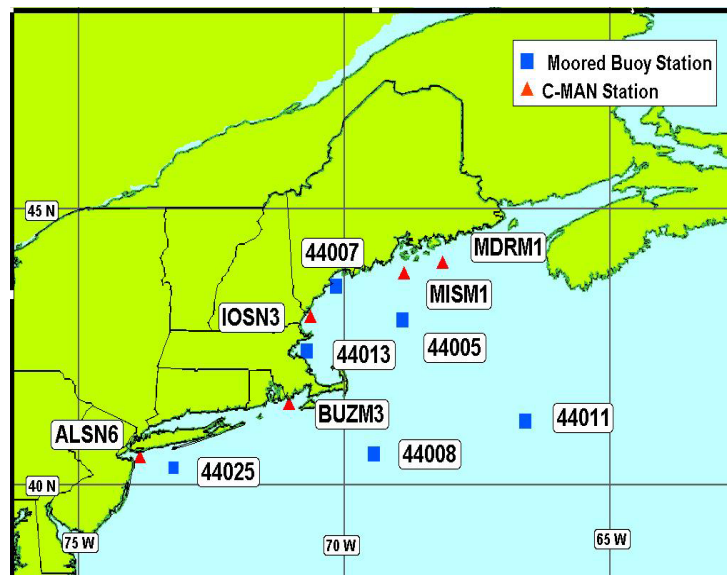 Moored Buoy Station
C-MAN Station
45 N
44007
MDRM1
MISM1
IOSN3
44013
44005
BUZM3
44011
ALSN6
44008
44025
40 N
75 W
70 W
65 W